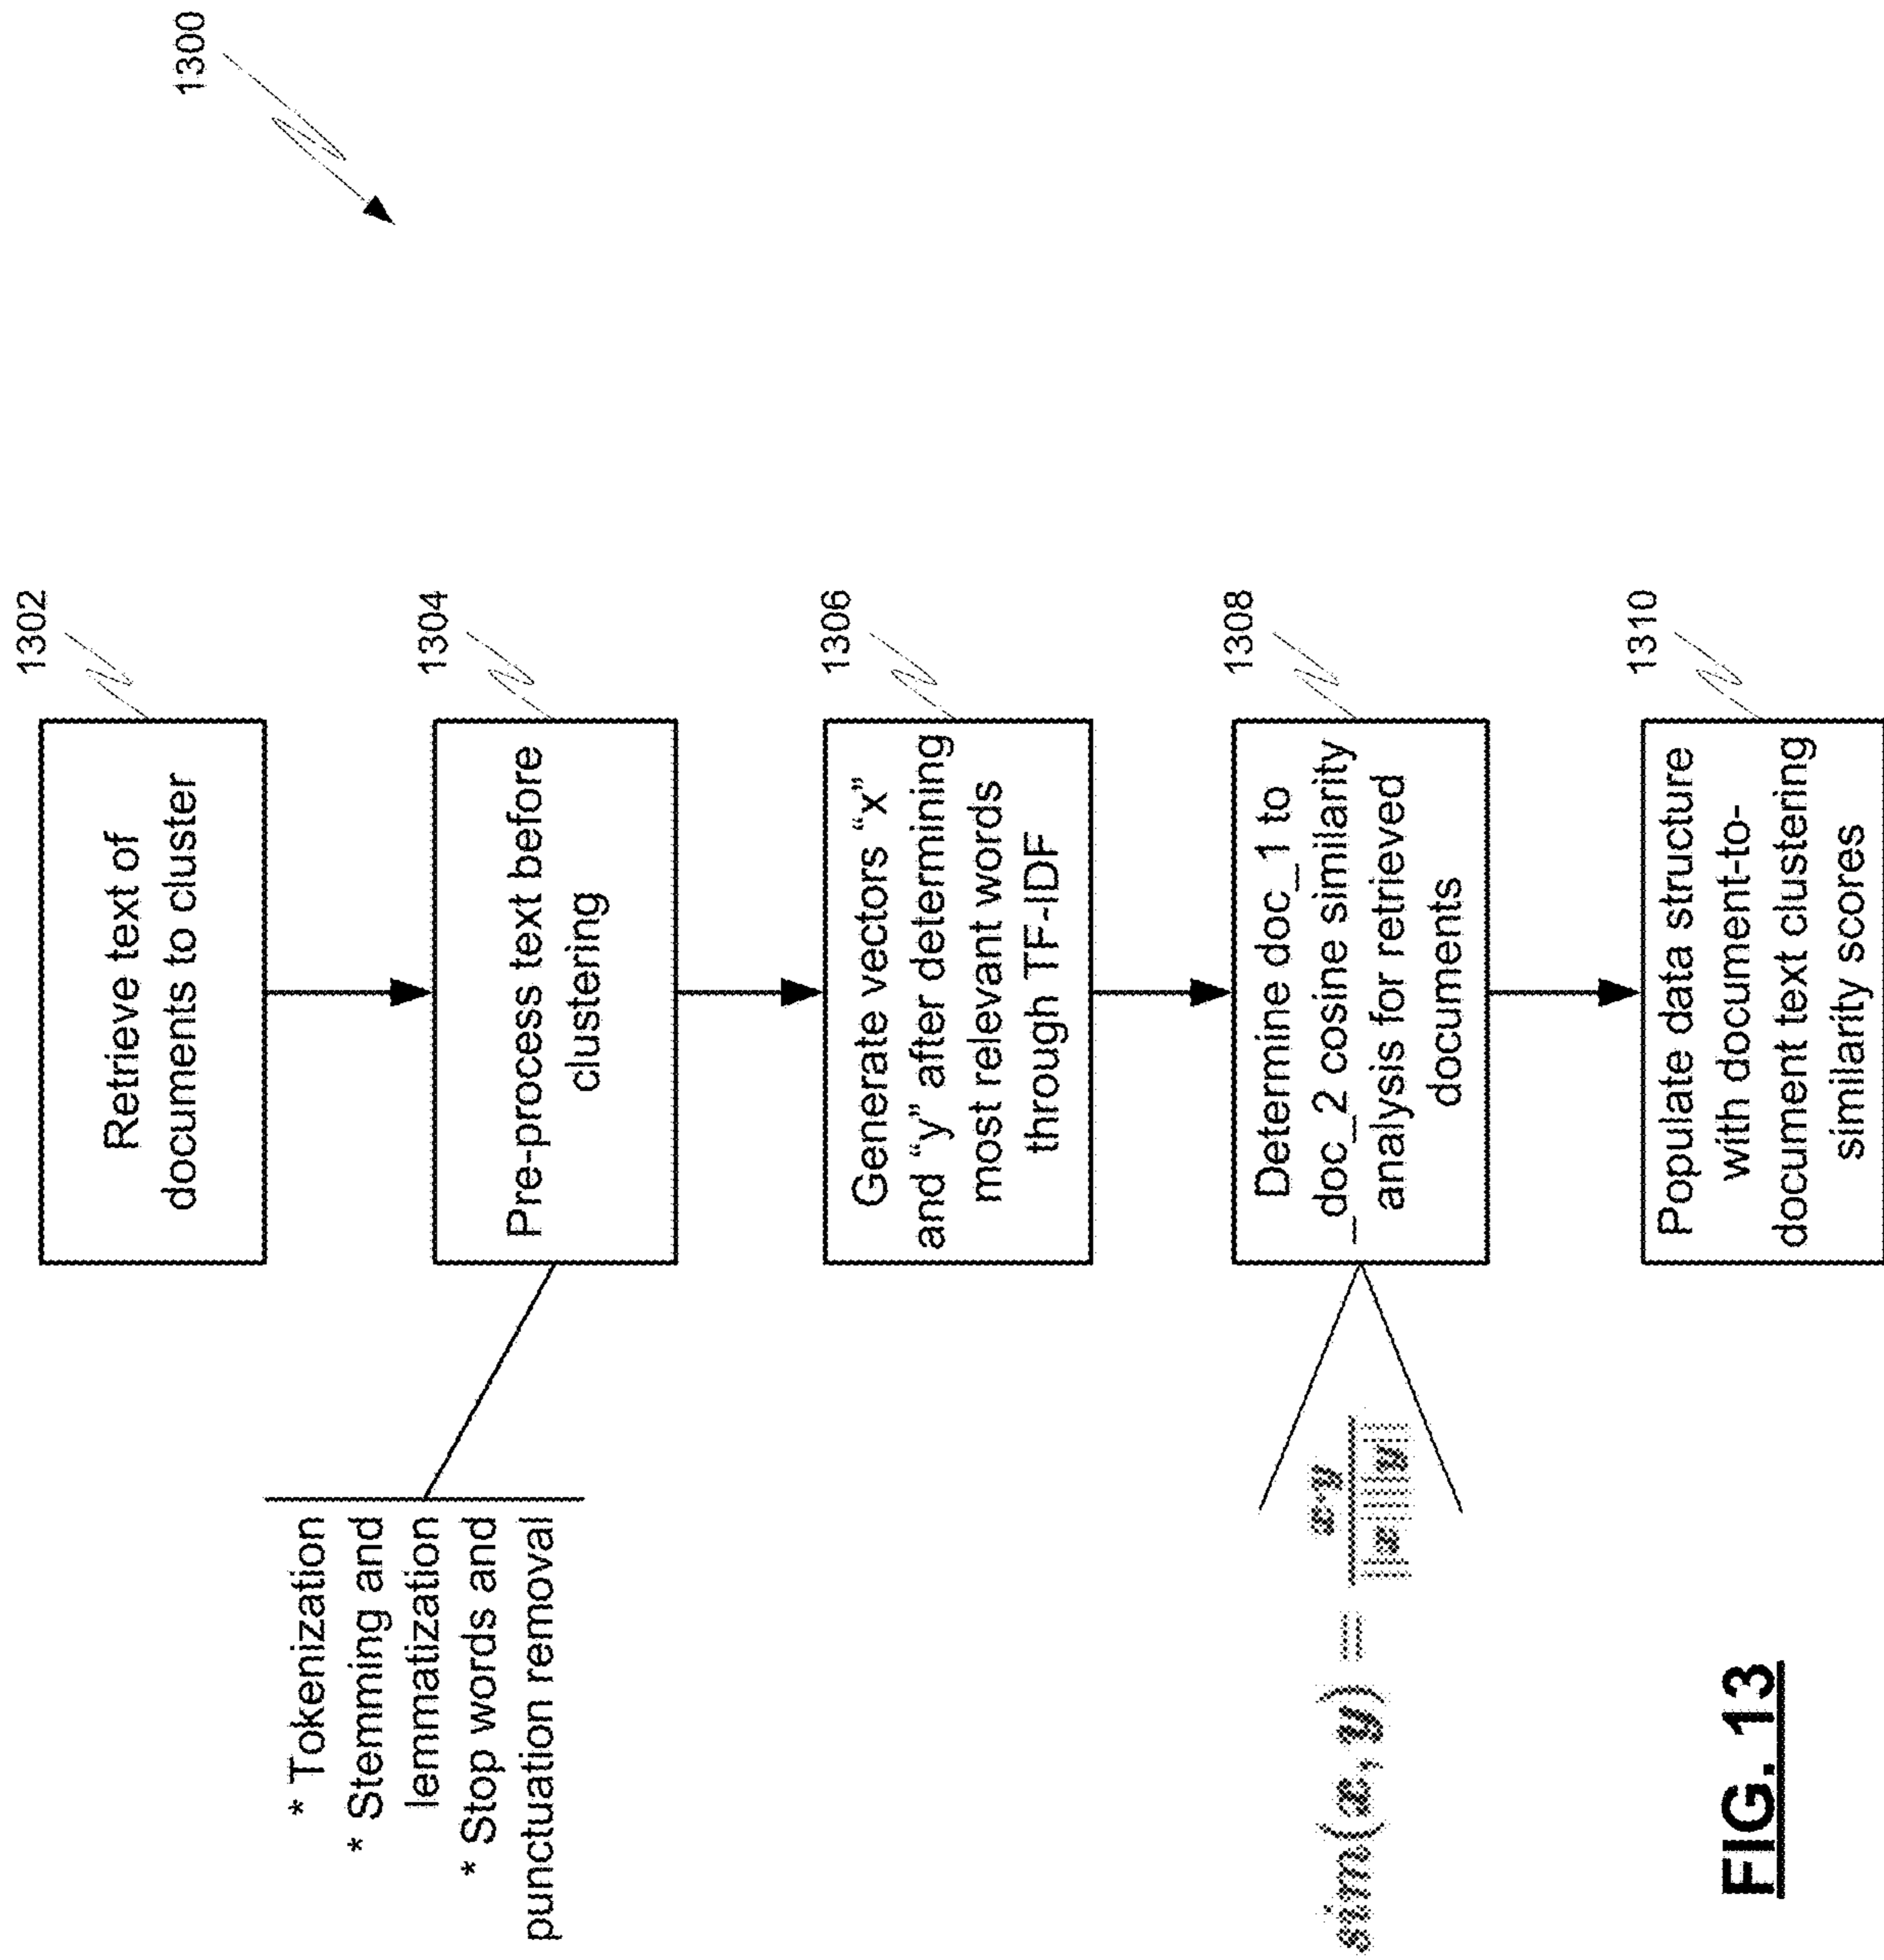 1300
1302
Retrieve text of
documents to cluster
1304
Pre-process text before
clustering
* Tokenization
* Stemming and
lemmatization
* Stop words and
punctuation removal
1306
Generate vectors “x”
and “y” after determining
most relevant words
through TF-IDF
1308
Determine doc_1 to
_doc_2 cosine similarity
analysis for retrieved
documents
sim(x, y) = x·y / ||x|| ||y||
1310
Populate data structure
with document-to-
document text clustering
similarity scores
FIG. 13